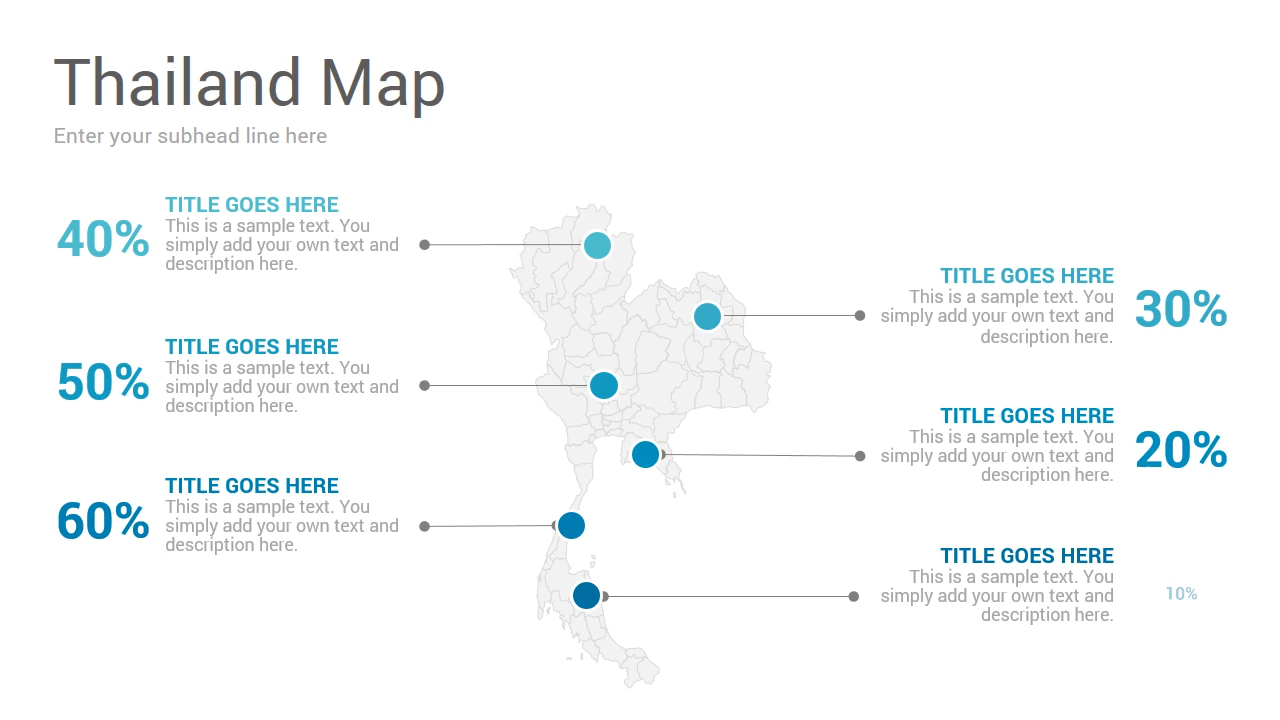 Thailand Map
Enter your subhead line here
40%
TITLE GOES HERE
This is a sample text. You
simply add your own text and
description here.
50%
TITLE GOES HERE
This is a sample text. You
simply add your own text and
description here.
60%
TITLE GOES HERE
This is a sample text. You
simply add your own text and
description here.
TITLE GOES HERE
This is a sample text. You
simply add your own text and
description here.
30%
TITLE GOES HERE
This is a sample text. You
simply add your own text and
description here.
20%
TITLE GOES HERE
This is a sample text. You
simply add your own text and
description here.
10%